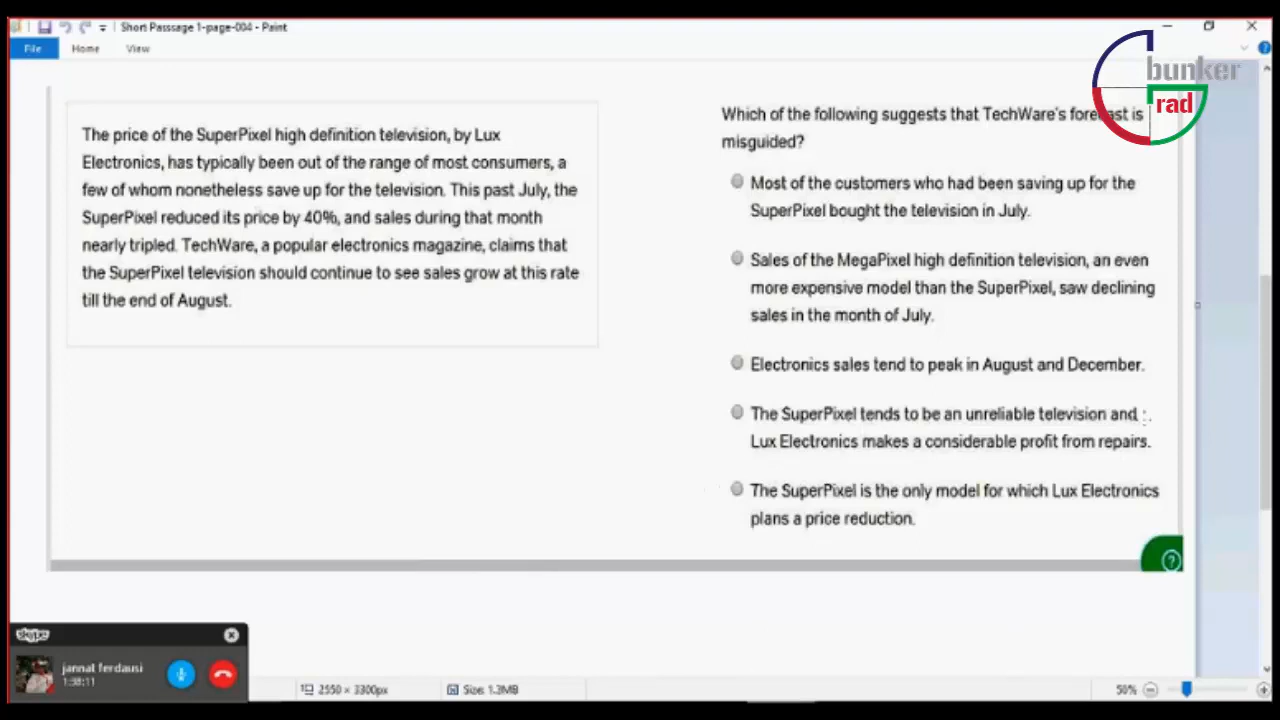 Short Passsage 1-page-004 - Paint
File Home View
bunker
rad
The price of the SuperPixel high definition television, by Lux
Electronics, has typically been out of the range of most consumers, a
few of whom nonetheless save up for the television. This past July, the
SuperPixel reduced its price by 40%, and sales during that month
nearly tripled. TechWare, a popular electronics magazine, claims that
the SuperPixel television should continue to see sales grow at this rate
till the end of August.
Which of the following suggests that TechWare's forecast is
misguided?
Most of the customers who had been saving up for the
SuperPixel bought the television in July.
Sales of the MegaPixel high definition television, an even
more expensive model than the SuperPixel, saw declining
sales in the month of July.
Electronics sales tend to peak in August and December.
The SuperPixel tends to be an unreliable television and
Lux Electronics makes a considerable profit from repairs.
The SuperPixel is the only model for which Lux Electronics
plans a price reduction.
skype
jannat ferdausi
1:38:11
2550 × 3300px
Size: 1.3MB
50%